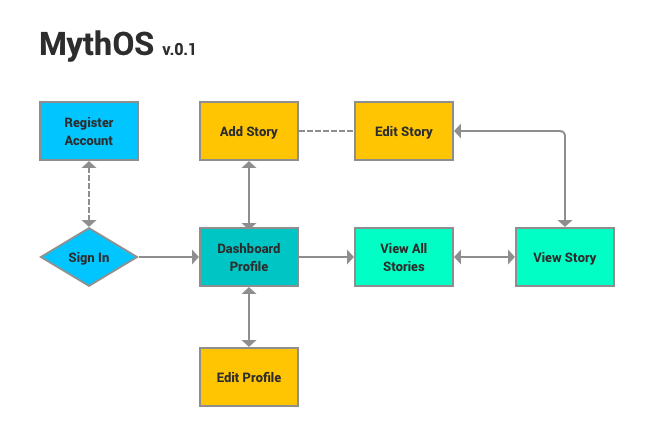 MythOS v.0.1
Register
Account
Add Story
Edit Story
Sign In
Dashboard
Profile
View All
Stories
View Story
Edit Profile